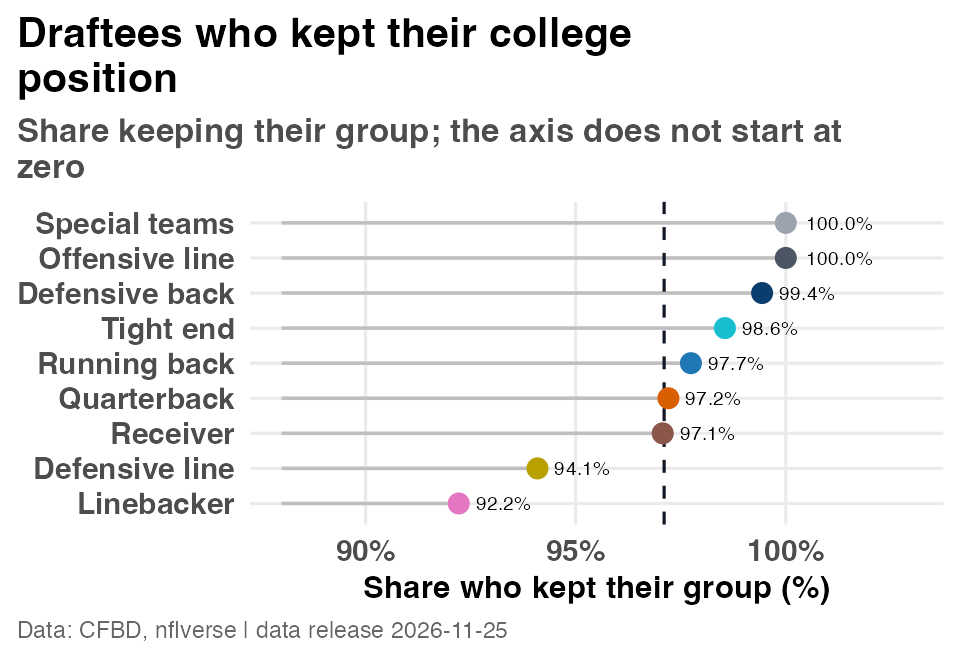 Draftees who kept their college
position
Share keeping their group; the axis does not start at
zero
Special teams 100.0%
Offensive line 100.0%
Defensive back 99.4%
Tight end 98.6%
Running back 97.7%
Quarterback 97.2%
Receiver 97.1%
Defensive line 94.1%
Linebacker 92.2%
90% 95% 100%
Share who kept their group (%)
Data: CFBD, nflverse | data release 2026-11-25